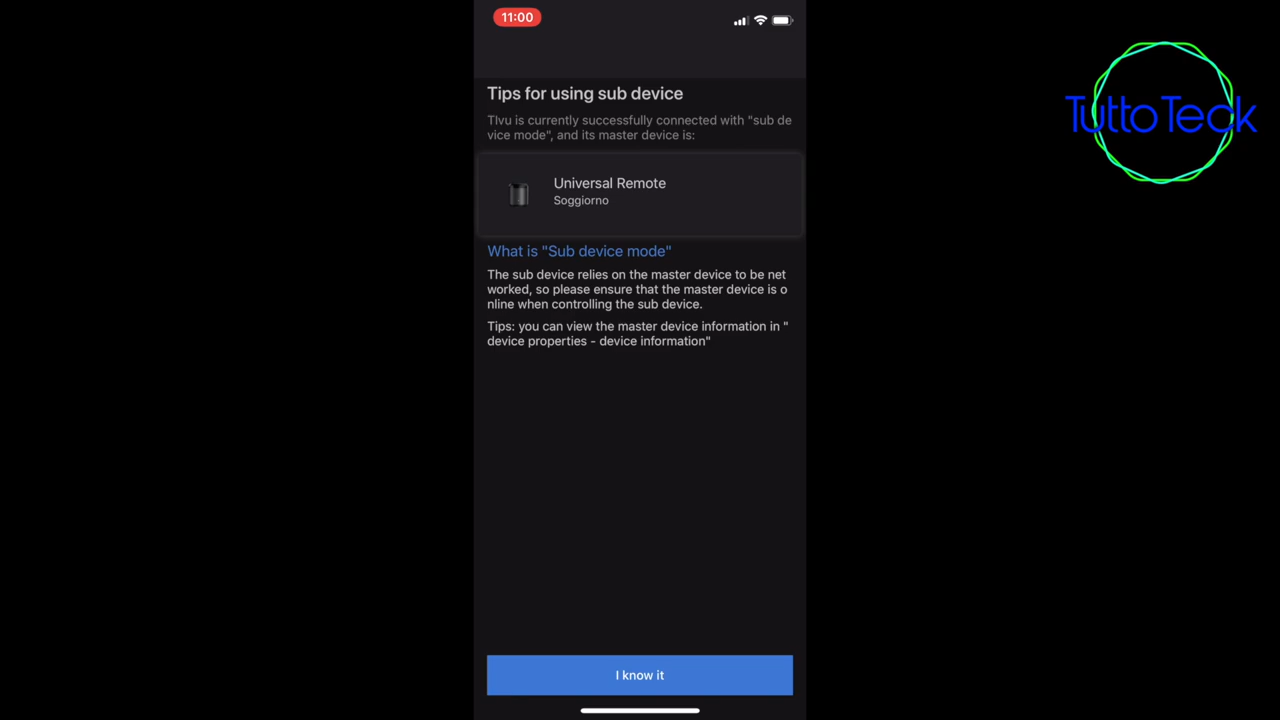 11:00
TuttoTeck
Tips for using sub device
TIvu is currently successfully connected with "sub de
vice mode", and its master device is:
Universal Remote
Soggiorno
What is "Sub device mode"
The sub device relies on the master device to be net
worked, so please ensure that the master device is o
nline when controlling the sub device.
Tips: you can view the master device information in "
device properties - device information"
I know it